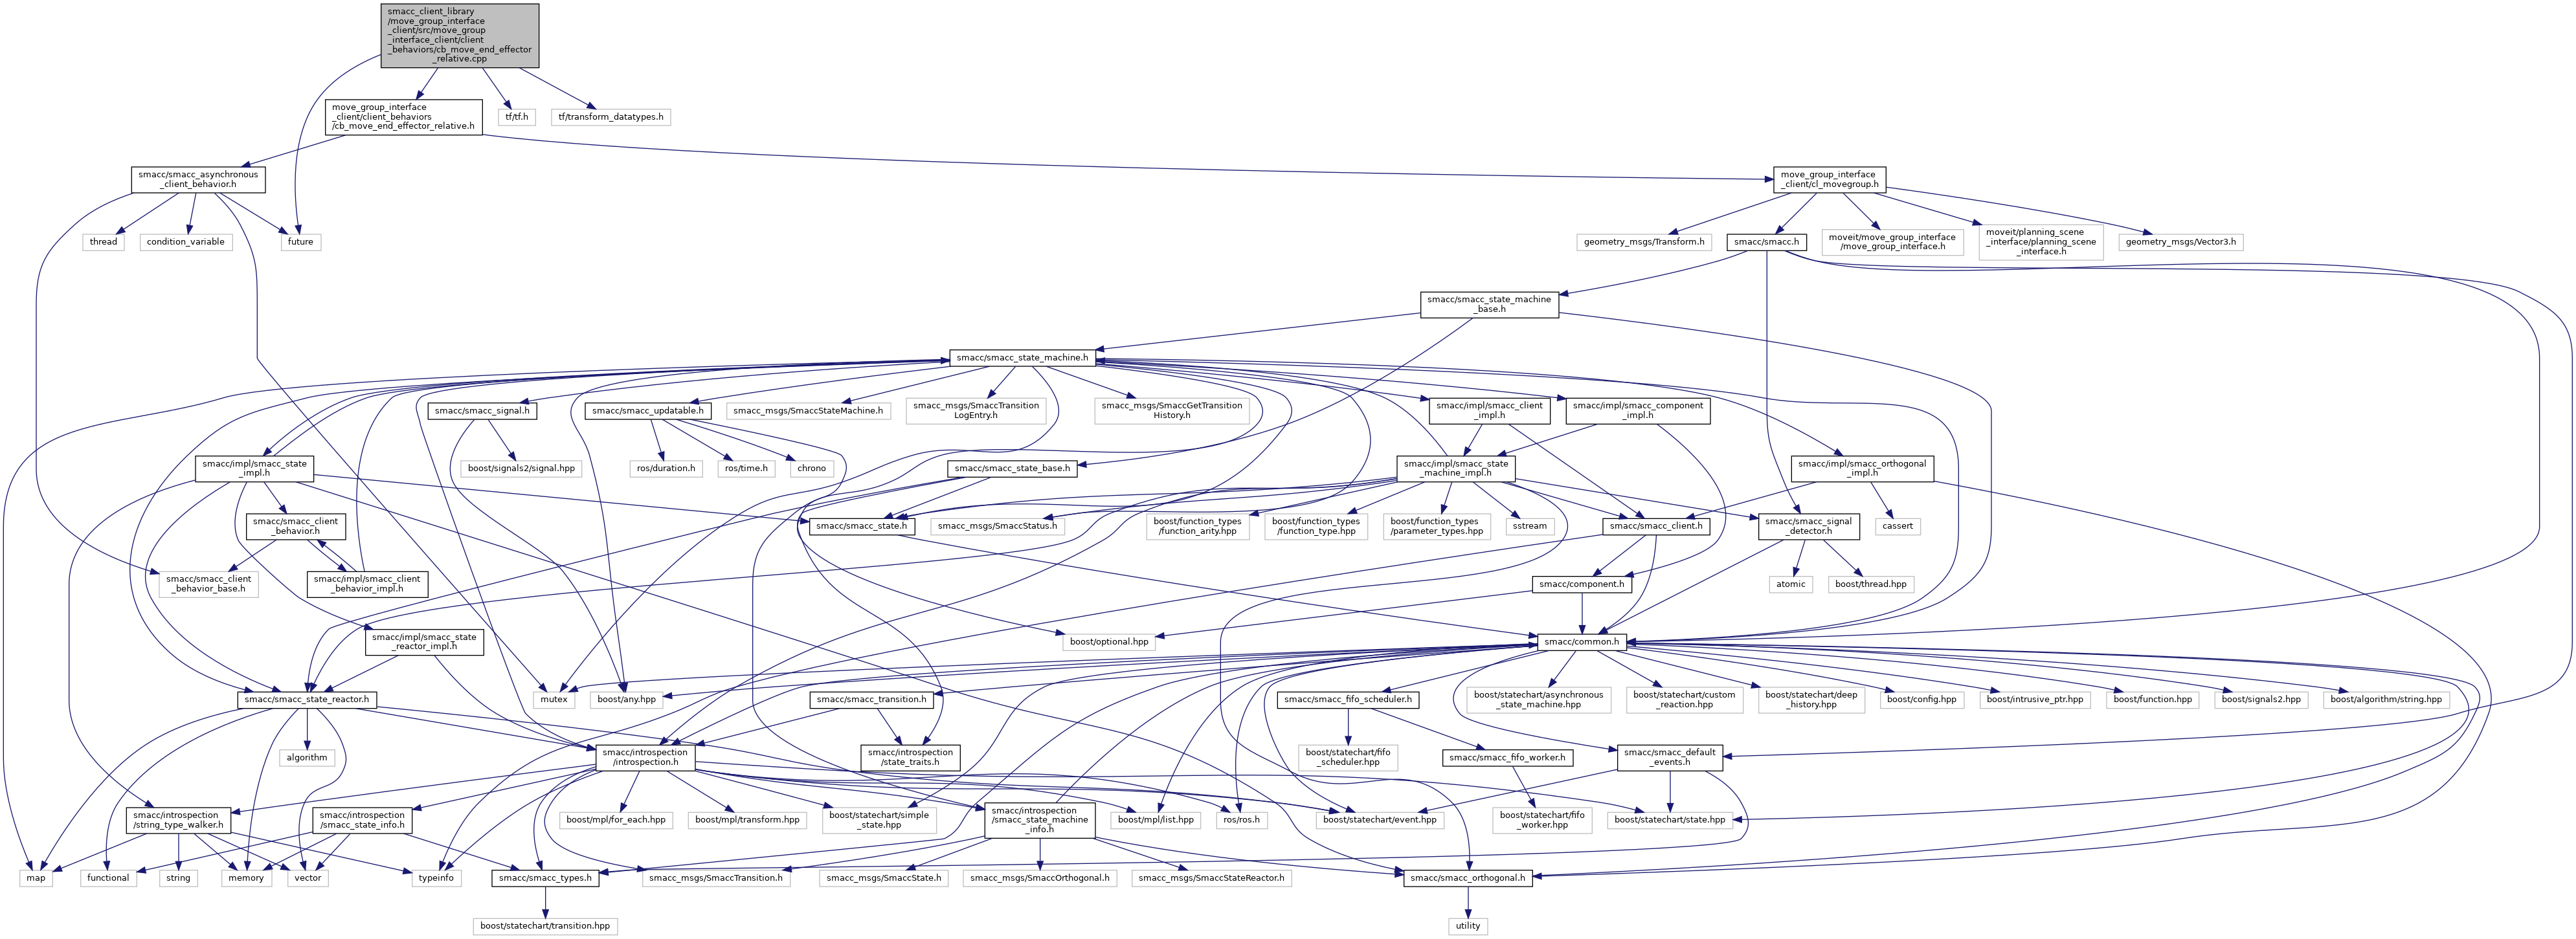 smacc_client_library
/move_group_interface
_client/src/move_group
_interface_client/client
_behaviors/cb_move_end_effector
_relative.cpp
move_group_interface
_client/client_behaviors
/cb_move_end_effector_relative.h
tf/tf.h
tf/transform_datatypes.h
smacc/smacc_asynchronous
_client_behavior.h
move_group_interface
_client/cl_movegroup.h
thread
condition_variable
future
geometry_msgs/Transform.h
smacc/smacc.h
moveit/move_group_interface
/move_group_interface.h
moveit/planning_scene
_interface/planning_scene
_interface.h
geometry_msgs/Vector3.h
smacc/smacc_state_machine
_base.h
smacc/smacc_state_machine.h
smacc/smacc_signal.h
smacc/smacc_updatable.h
smacc_msgs/SmaccStateMachine.h
smacc_msgs/SmaccTransition
LogEntry.h
smacc_msgs/SmaccGetTransition
History.h
smacc/impl/smacc_client
_impl.h
smacc/impl/smacc_component
_impl.h
smacc/impl/smacc_state
_impl.h
boost/signals2/signal.hpp
ros/duration.h
ros/time.h
chrono
smacc/smacc_state_base.h
smacc/impl/smacc_state
_machine_impl.h
smacc/impl/smacc_orthogonal
_impl.h
smacc/smacc_client
_behavior.h
smacc/smacc_state.h
smacc_msgs/SmaccStatus.h
boost/function_types
/function_arity.hpp
boost/function_types
/function_type.hpp
boost/function_types
/parameter_types.hpp
sstream
smacc/smacc_client.h
smacc/smacc_signal
_detector.h
cassert
smacc/smacc_client
_behavior_base.h
smacc/impl/smacc_client
_behavior_impl.h
smacc/component.h
atomic
boost/thread.hpp
smacc/impl/smacc_state
_reactor_impl.h
boost/optional.hpp
smacc/common.h
smacc/smacc_state_reactor.h
mutex
boost/any.hpp
smacc/smacc_transition.h
smacc/smacc_fifo_scheduler.h
boost/statechart/asynchronous
_state_machine.hpp
boost/statechart/custom
_reaction.hpp
boost/statechart/deep
_history.hpp
boost/config.hpp
boost/intrusive_ptr.hpp
boost/function.hpp
boost/signals2.hpp
boost/algorithm/string.hpp
algorithm
smacc/introspection
/introspection.h
smacc/introspection
/state_traits.h
boost/statechart/fifo
_scheduler.hpp
smacc/smacc_fifo_worker.h
smacc/smacc_default
_events.h
smacc/introspection
/string_type_walker.h
smacc/introspection
/smacc_state_info.h
boost/mpl/for_each.hpp
boost/mpl/transform.hpp
boost/statechart/simple
_state.hpp
smacc/introspection
/smacc_state_machine
_info.h
boost/mpl/list.hpp
ros/ros.h
boost/statechart/event.hpp
boost/statechart/fifo
_worker.hpp
boost/statechart/state.hpp
map
functional
string
memory
vector
typeinfo
smacc/smacc_types.h
smacc_msgs/SmaccTransition.h
smacc_msgs/SmaccState.h
smacc_msgs/SmaccOrthogonal.h
smacc_msgs/SmaccStateReactor.h
smacc/smacc_orthogonal.h
boost/statechart/transition.hpp
utility